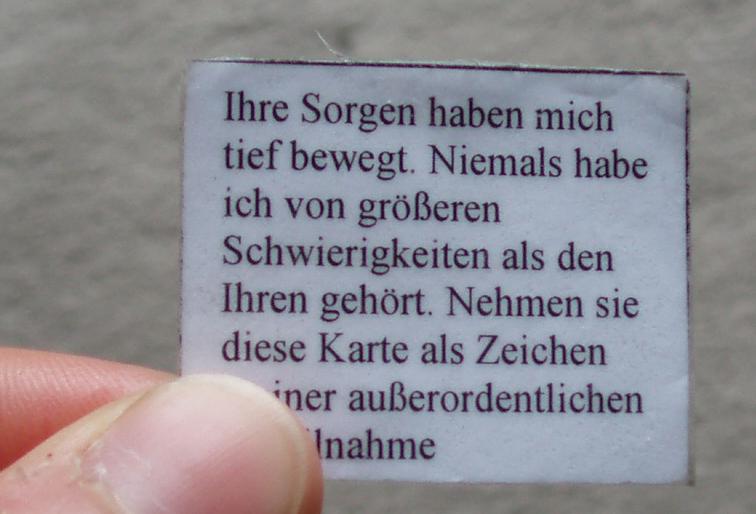 Ihre Sorgen haben mich
tief bewegt. Niemals habe
ich von größeren
Schwierigkeiten als den
Ihren gehört. Nehmen sie
diese Karte als Zeichen
außerordentlichen